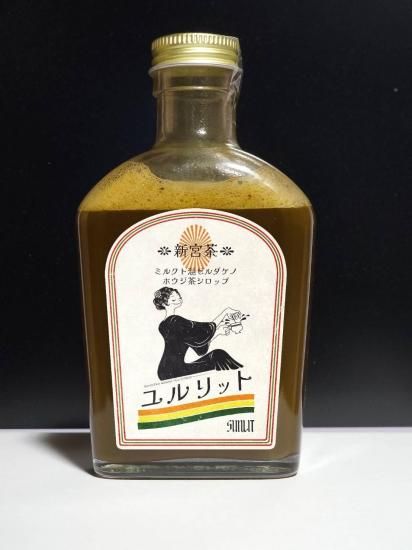 新宮茶
ミルクト混ゼルダケノ
ホウジ茶シロップ
ユルリット